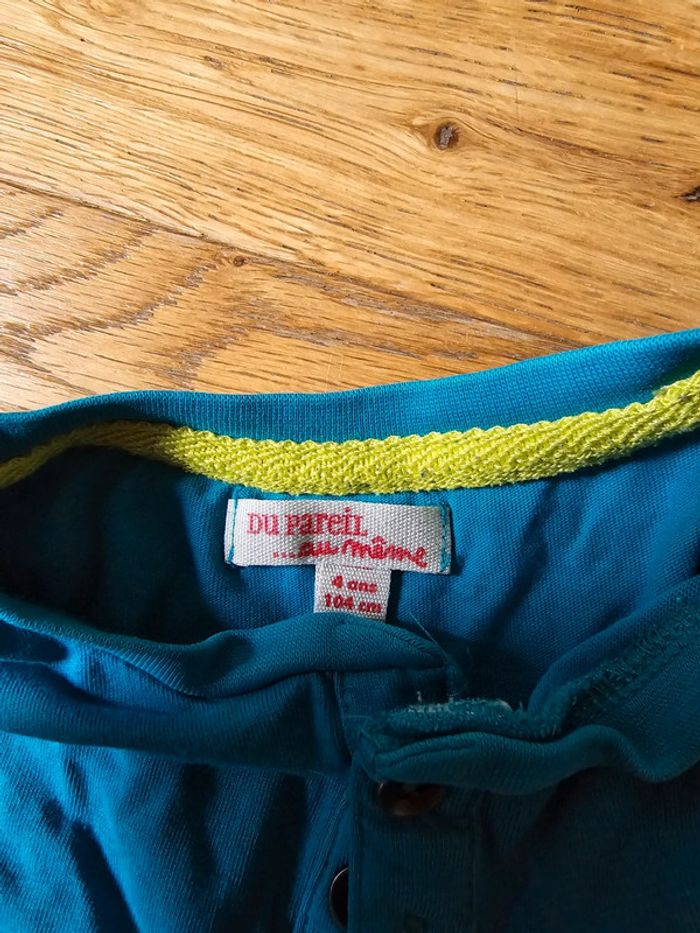 DU PAREIL
...au même
4 ans
104 cm